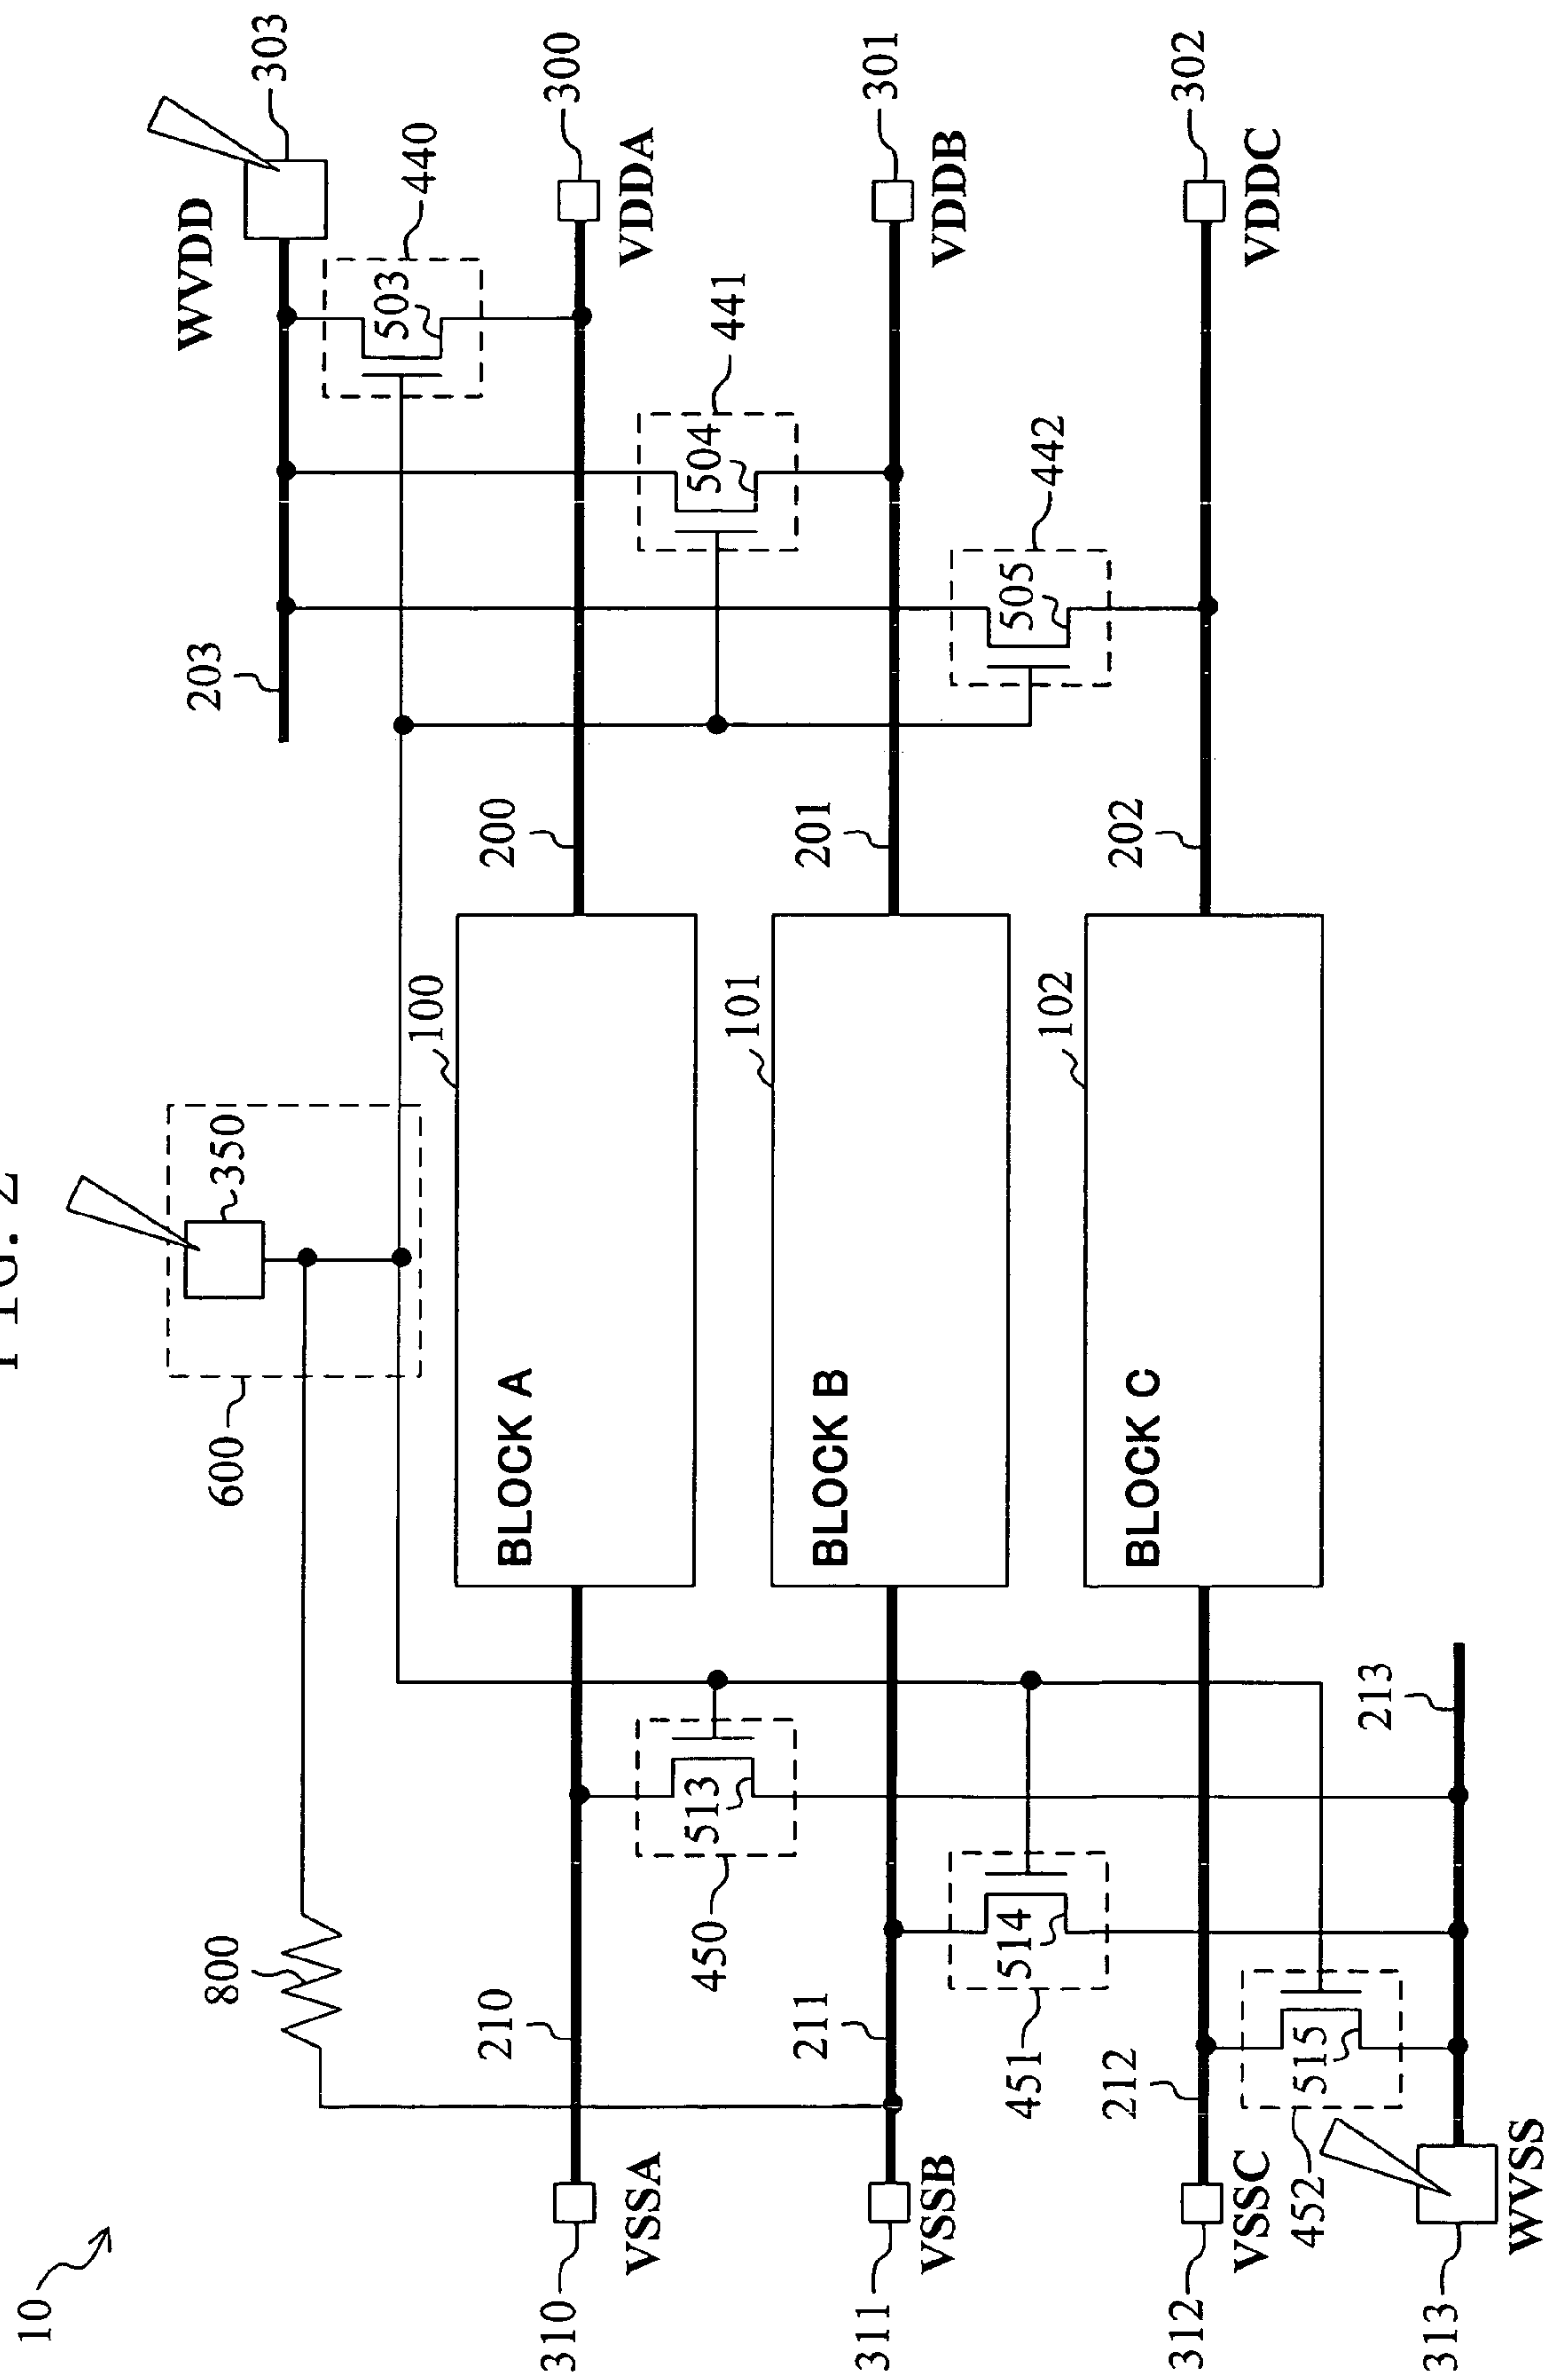 FIG. 2
10
WVDD
303
203
440
503
VDDA
300
441
504
VDDB
301
442
505
VDDC
302
600
350
800
100
200
BLOCK A
210
VSSA
310
101
201
BLOCK B
450
513
211
VSSB
311
102
202
BLOCK C
451
514
212
VSSC
312
213
452
515
WVSS
313